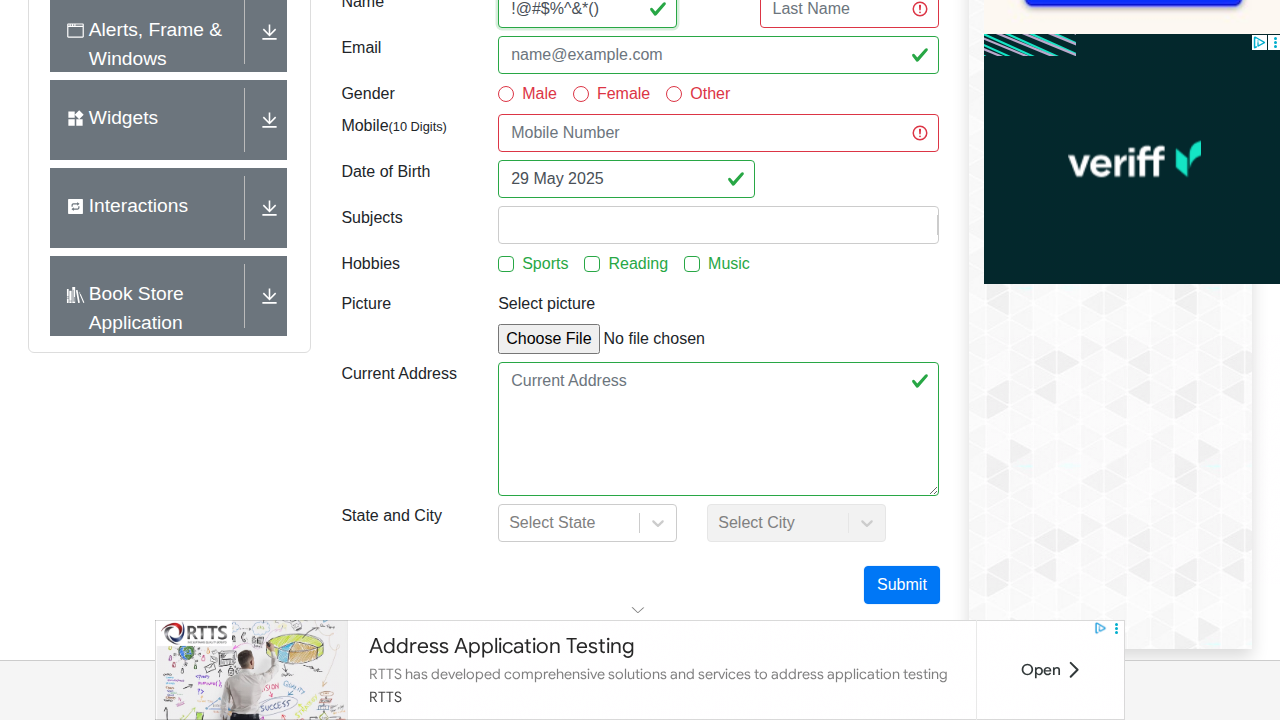 Alerts, Frame &
Windows
Widgets
Interactions
Book Store
Application
Name
!@#$%^&*()
Last Name
Email
name@example.com
Gender
Male
Female
Other
Mobile(10 Digits)
Mobile Number
Date of Birth
29 May 2025
Subjects
Hobbies
Sports
Reading
Music
Picture
Select picture
Choose File No file chosen
Current Address
Current Address
State and City
Select State
Select City
Submit
veriff
RTTS
SUCCESS
Address Application Testing
RTTS has developed comprehensive solutions and services to address application testing
RTTS
Open